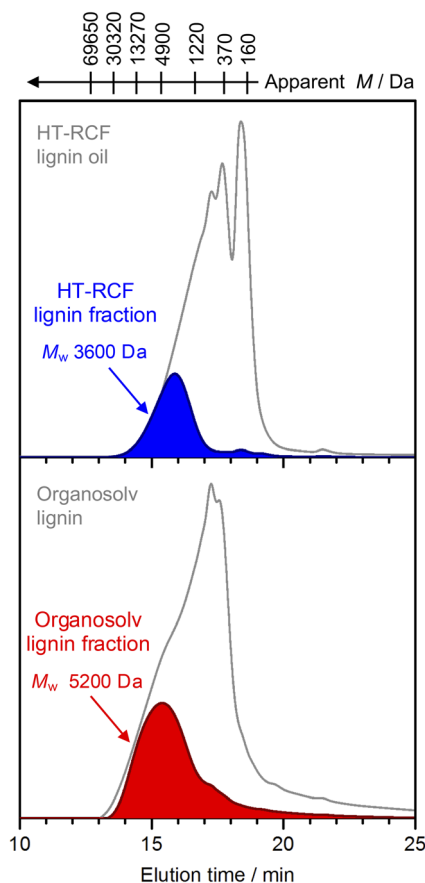 69650 30320 13270 4900 1220 370 160
Apparent M / Da
HT-RCF
lignin oil
HT-RCF
lignin fraction
Mw 3600 Da
Organosolv
lignin
Organosolv
lignin fraction
Mw 5200 Da
10 15 20 25
Elution time / min